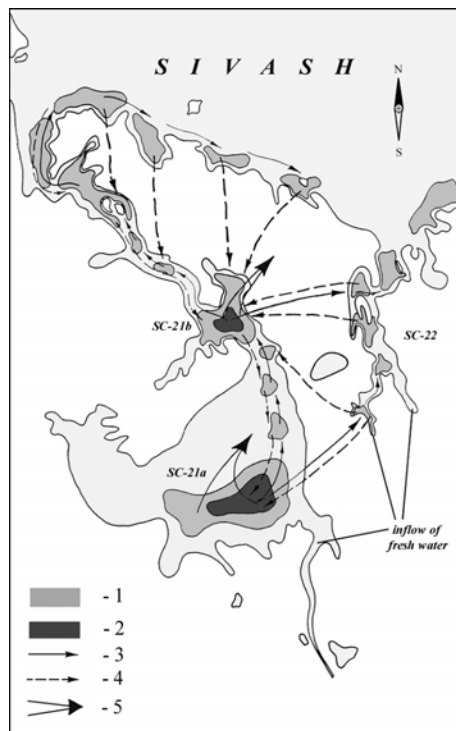 S I V A S H
N
S
SC-21b
SC-22
SC-21a
inflow of
fresh water
- 1
- 2
- 3
- 4
- 5